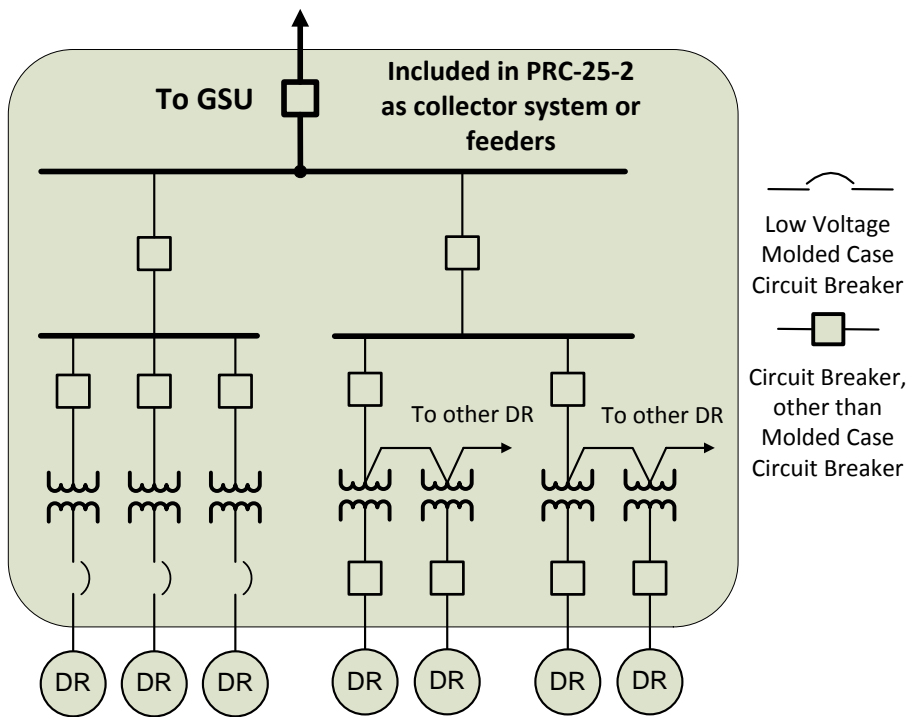 To GSU
Included in PRC-25-2
as collector system or
feeders
Low Voltage
Molded Case
Circuit Breaker
Circuit Breaker,
other than
Molded Case
Circuit Breaker
To other DR
To other DR
DR
DR
DR
DR
DR
DR
DR